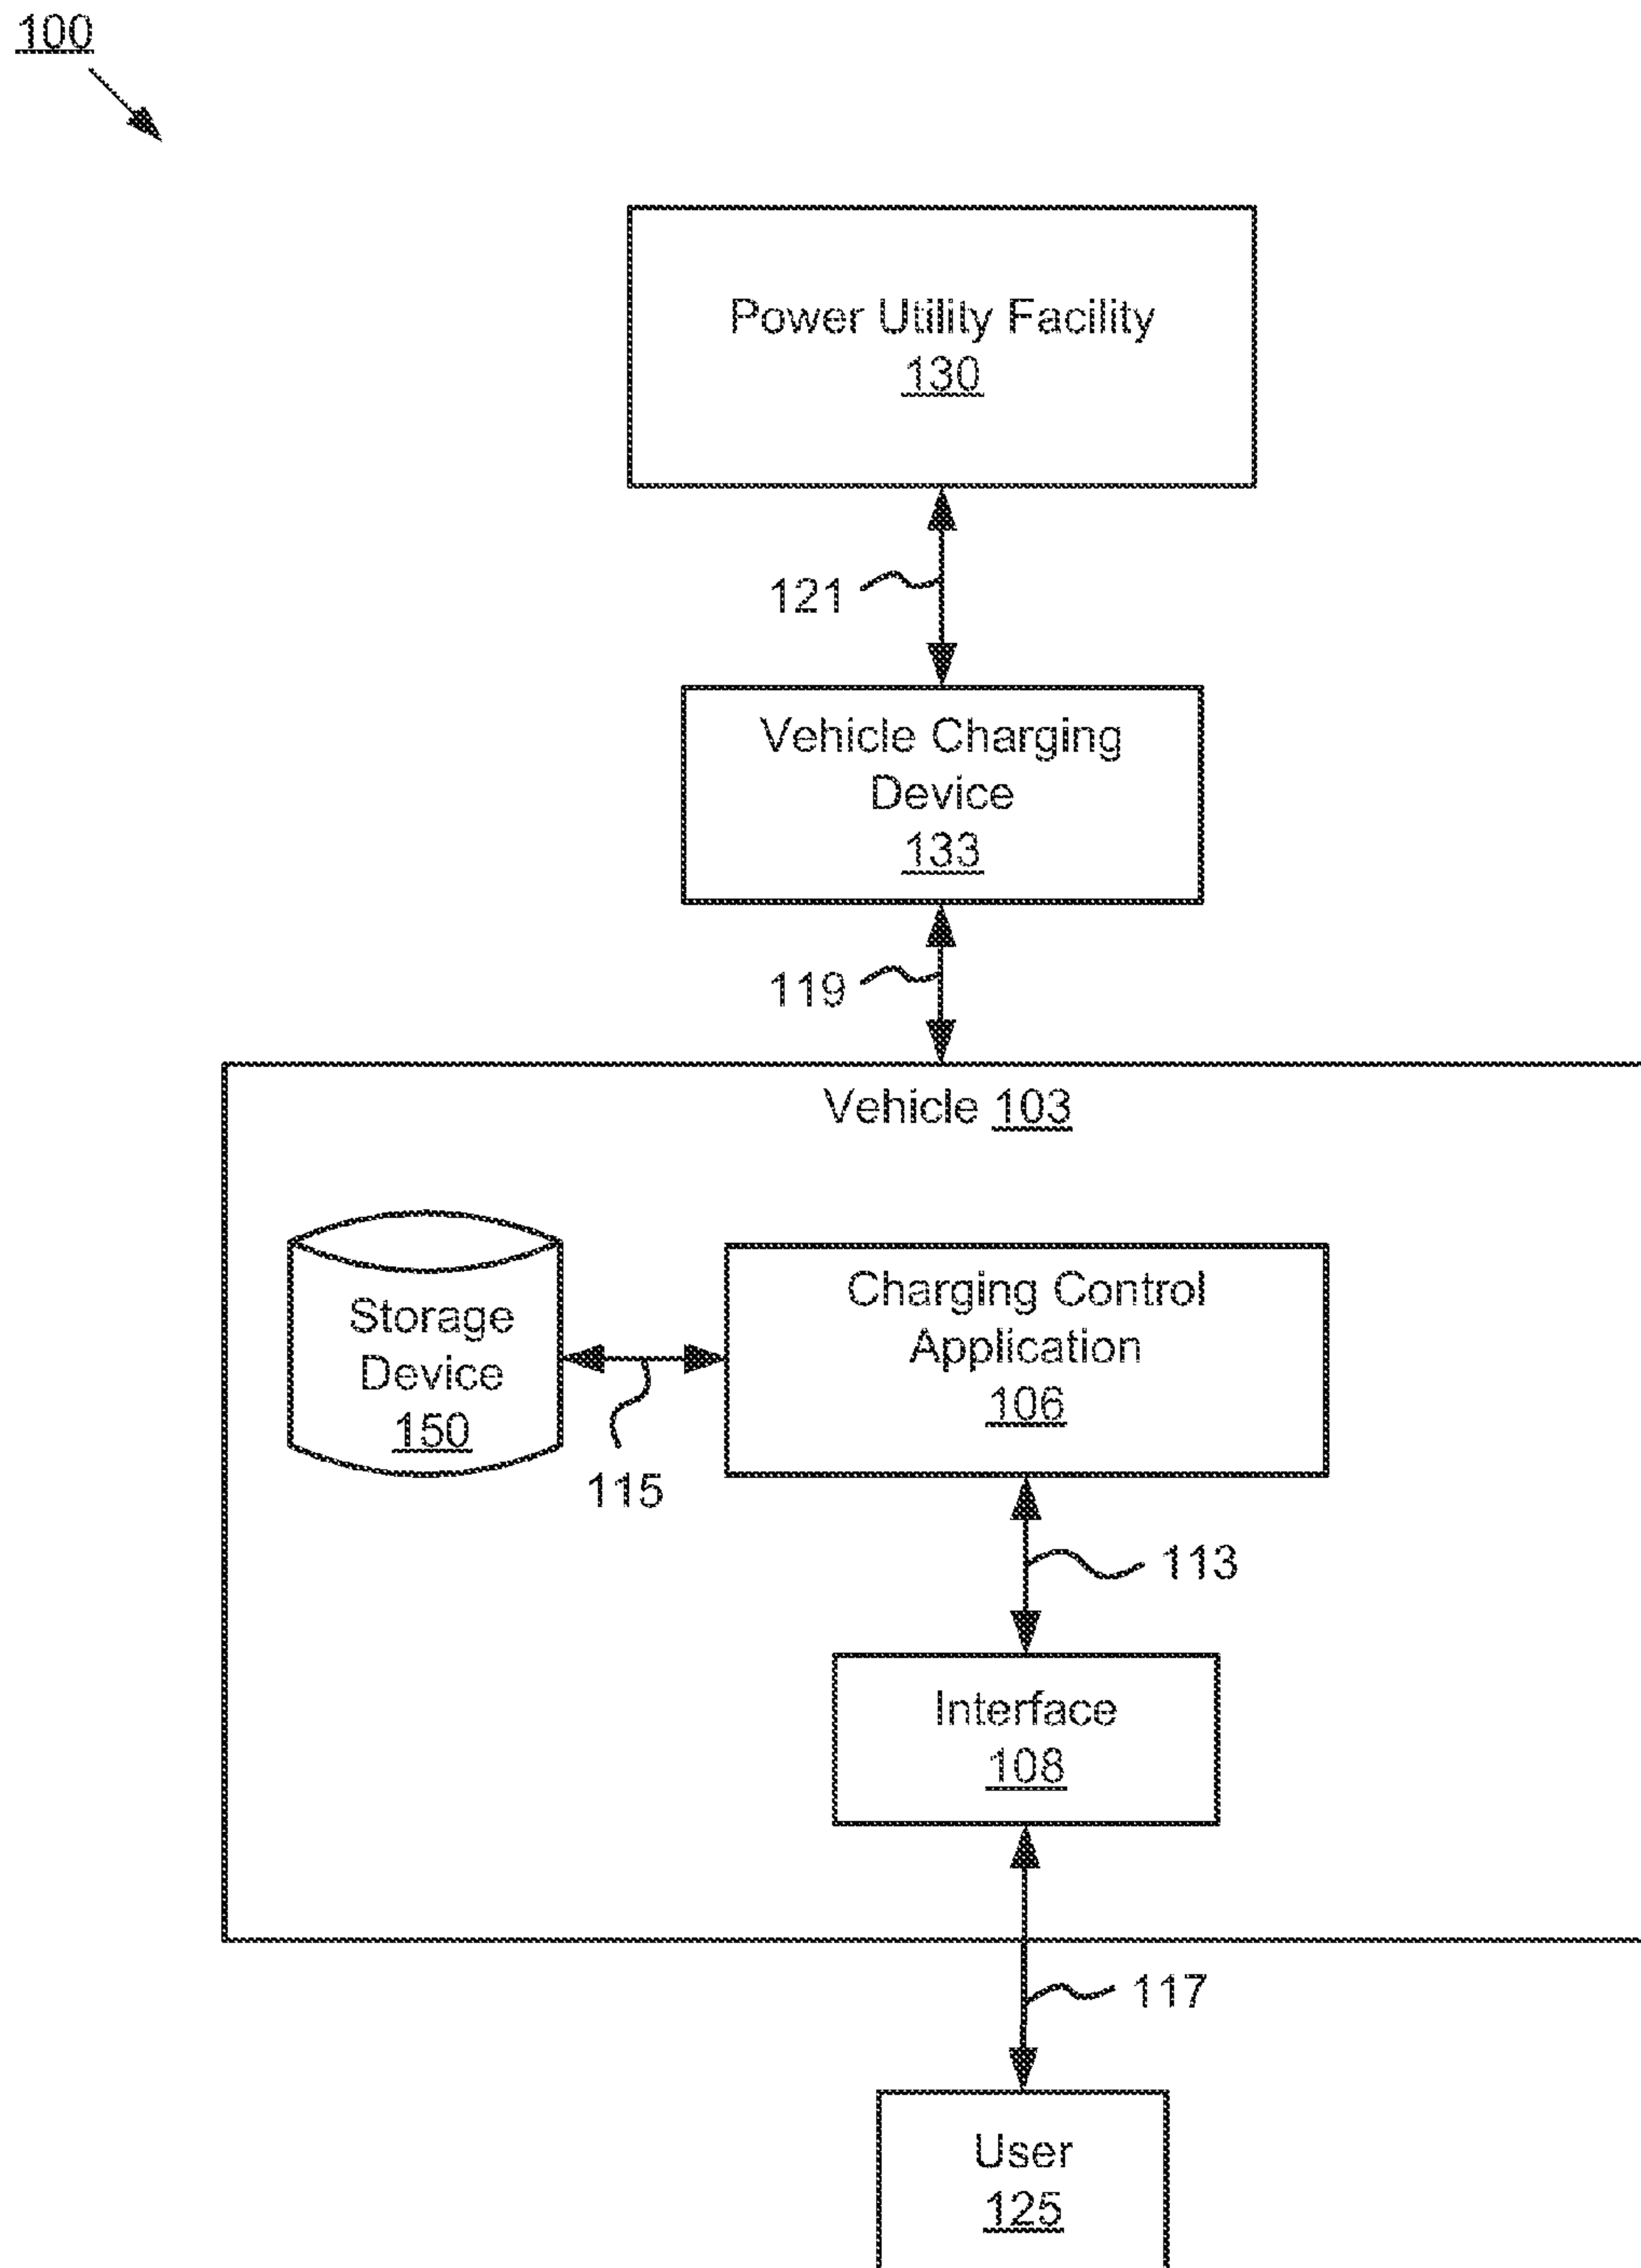 100
Power Utility Facility
130
121
Vehicle Charging
Device
133
119
Vehicle 103
Storage
Device
150
115
Charging Control
Application
106
113
Interface
108
117
User
125